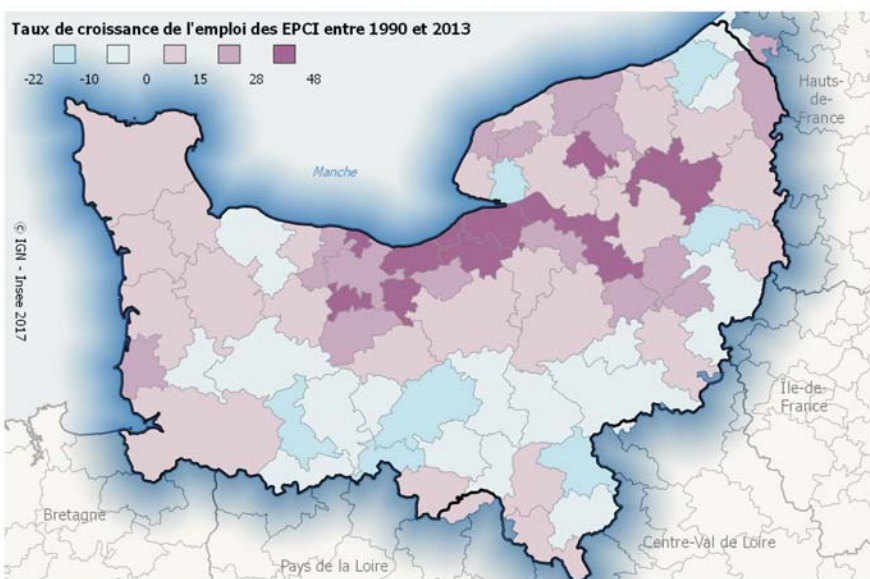 Taux de croissance de l'emploi des EPCI entre 1990 et 2013
-22 -10 0 15 28 48
Hauts-
de-
France
Manche
© IGN - Insee 2017
Île-de-
France
Bretagne
Centre-Val de Loire
Pays de la Loire